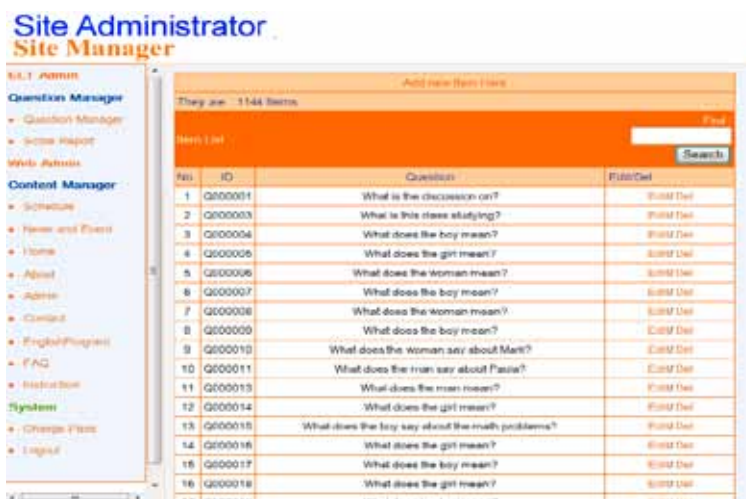 Site Administrator
Site Manager
Question Manager
Question Manager
Score Report
Web Admin
Content Manager
Schedule
News and Event
Home
About
Admin
Contact
EnglishProgram
FAQ
Instruction
System
Change Pass
Logout
Add new Item Here
They are 1144 Items
Find
Item List
Search
No. ID Question Edit/Del
1 Q000001 What is the discussion on? Edit/ Del
2 Q000003 What is this class studying? Edit/ Del
3 Q000004 What does the boy mean? Edit/ Del
4 Q000005 What does the girl mean? Edit/ Del
5 Q000006 What does the woman mean? Edit/ Del
6 Q000007 What does the boy mean? Edit/ Del
7 Q000008 What does the woman mean? Edit/ Del
8 Q000009 What does the boy mean? Edit/ Del
9 Q000010 What does the woman say about Mark? Edit/ Del
10 Q000011 What does the man say about Paula? Edit/ Del
11 Q000013 What does the man mean? Edit/ Del
12 Q000014 What does the girl mean? Edit/ Del
13 Q000015 What does the boy say about the math problems? Edit/ Del
14 Q000016 What does the girl mean? Edit/ Del
15 Q000017 What does the boy mean? Edit/ Del
16 Q000018 What does the girl mean? Edit/ Del